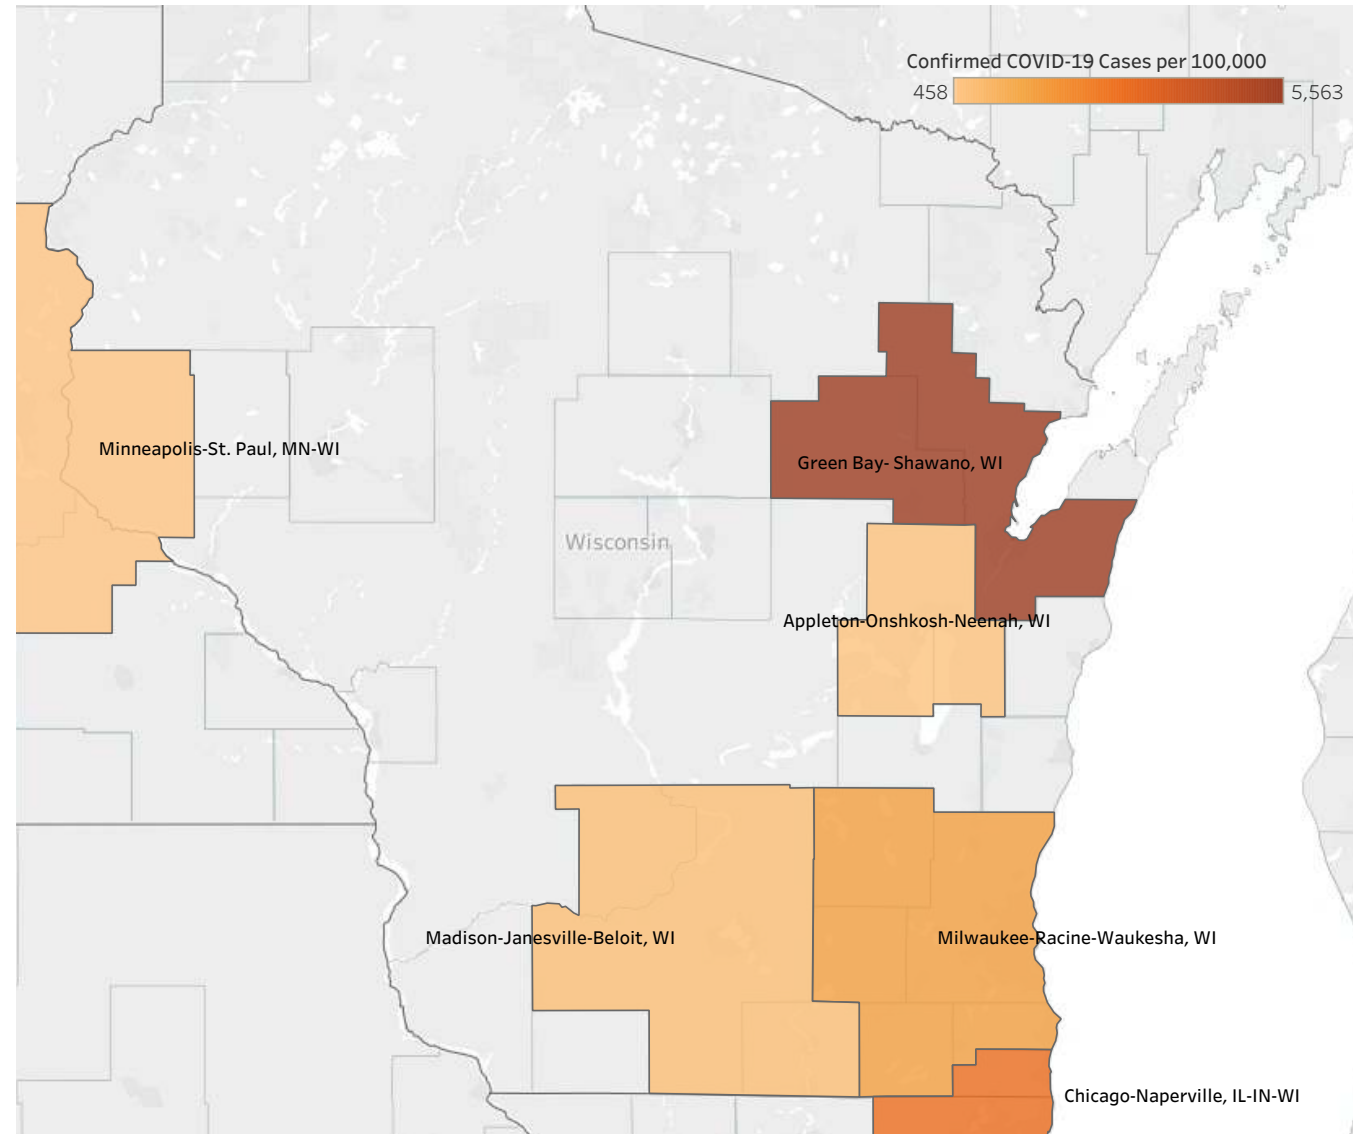 Confirmed COVID-19 Cases per 100,000
458 5,563
Minneapolis-St. Paul, MN-WI
Green Bay- Shawano, WI
Wisconsin
Appleton-Onshkosh-Neenah, WI
Madison-Janesville-Beloit, WI
Milwaukee-Racine-Waukesha, WI
Chicago-Naperville, IL-IN-WI